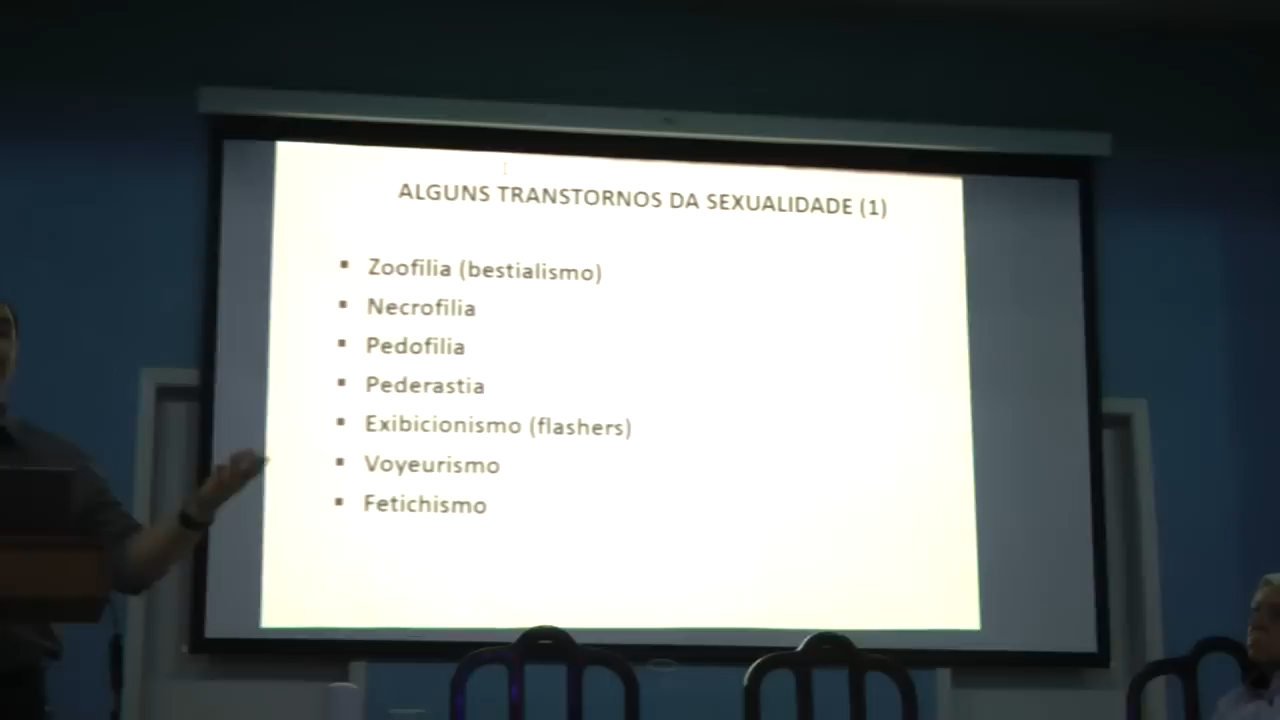 ALGUNS TRANSTORNOS DA SEXUALIDADE (1)
Zoofilia (bestialismo)
Necrofilia
Pedofilia
Pederastia
Exibicionismo (flashers)
Voyeurismo
Fetichismo